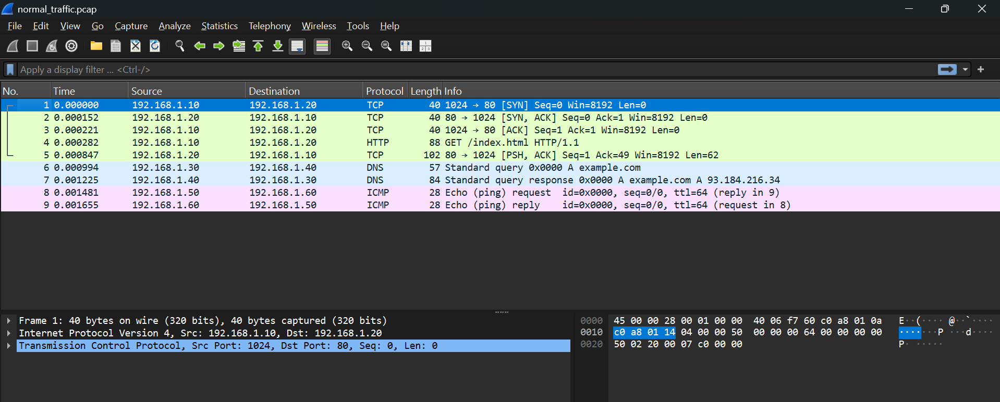 normal_traffic.pcap
File Edit View Go Capture Analyze Statistics Telephony Wireless Tools Help
Apply a display filter ... <Ctrl-/>
No. Time Source Destination Protocol Length Info
1 0.000000 192.168.1.10 192.168.1.20 TCP 40 1024 → 80 [SYN] Seq=0 Win=8192 Len=0
2 0.000152 192.168.1.20 192.168.1.10 TCP 40 80 → 1024 [SYN, ACK] Seq=0 Ack=1 Win=8192 Len=0
3 0.000221 192.168.1.10 192.168.1.20 TCP 40 1024 → 80 [ACK] Seq=1 Ack=1 Win=8192 Len=0
4 0.000282 192.168.1.10 192.168.1.20 HTTP 88 GET /index.html HTTP/1.1
5 0.000847 192.168.1.20 192.168.1.10 TCP 102 80 → 1024 [PSH, ACK] Seq=1 Ack=49 Win=8192 Len=62
6 0.000994 192.168.1.30 192.168.1.40 DNS 57 Standard query 0x0000 A example.com
7 0.001225 192.168.1.40 192.168.1.30 DNS 84 Standard query response 0x0000 A example.com A 93.184.216.34
8 0.001481 192.168.1.50 192.168.1.60 ICMP 28 Echo (ping) request id=0x0000, seq=0/0, ttl=64 (reply in 9)
9 0.001655 192.168.1.60 192.168.1.50 ICMP 28 Echo (ping) reply id=0x0000, seq=0/0, ttl=64 (request in 8)
Frame 1: 40 bytes on wire (320 bits), 40 bytes captured (320 bits)
Internet Protocol Version 4, Src: 192.168.1.10, Dst: 192.168.1.20
Transmission Control Protocol, Src Port: 1024, Dst Port: 80, Seq: 0, Len: 0
0000 45 00 00 28 00 01 00 00 40 06 f7 60 c0 a8 01 0a E··(···· @··`····
0010 c0 a8 01 14 04 00 00 50 00 00 00 64 00 00 00 00 ·······P ···d····
0020 50 02 20 00 07 c0 00 00 P· ·····